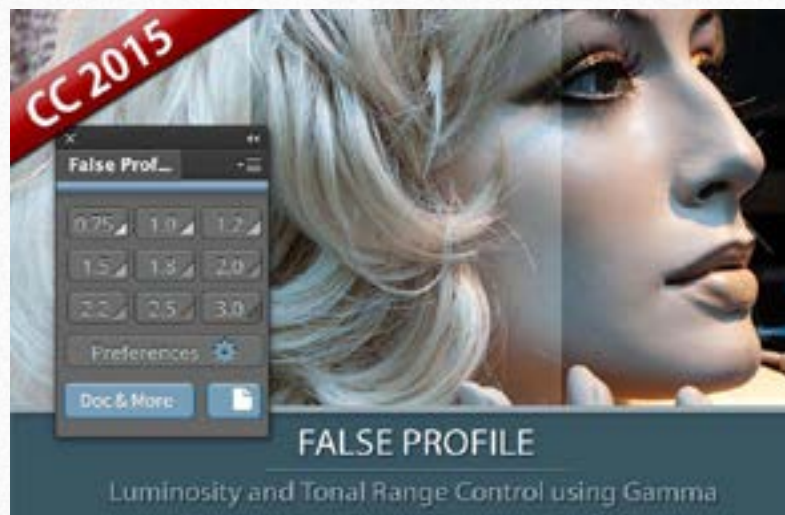 CC 2015
False Prof...
0.75 1.0 1.2
1.5 1.8 2.0
2.2 2.5 3.0
Preferences
Doc & More
FALSE PROFILE
Luminosity and Tonal Range Control using Gamma